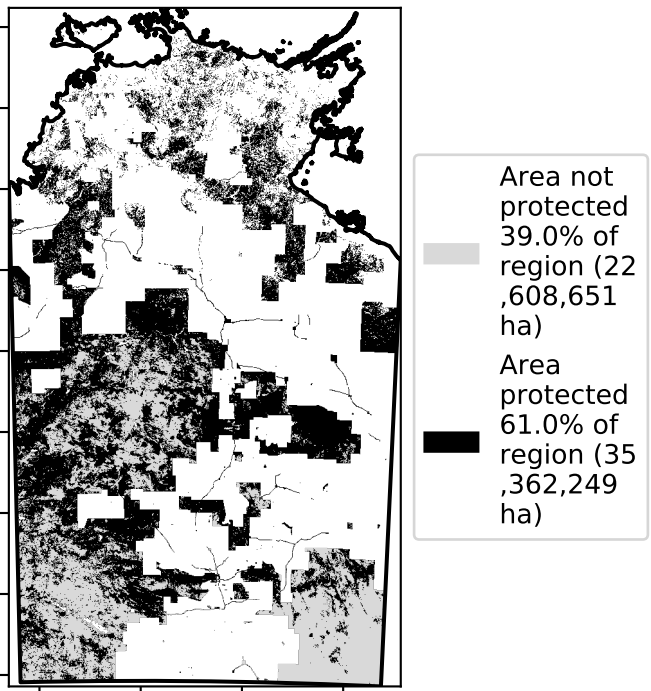 Area not
protected
39.0% of
region (22
,608,651
ha)
Area
protected
61.0% of
region (35
,362,249
ha)